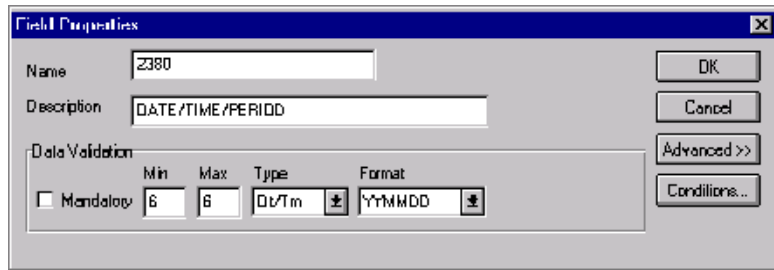 Field Properties
Name 2380 OK
Description DATE/TIME/PERIOD Cancel
Data Validation Advanced >>
Min Max Type Format
Mandatory 6 6 Dt/Tm YYMMDD Conditions...